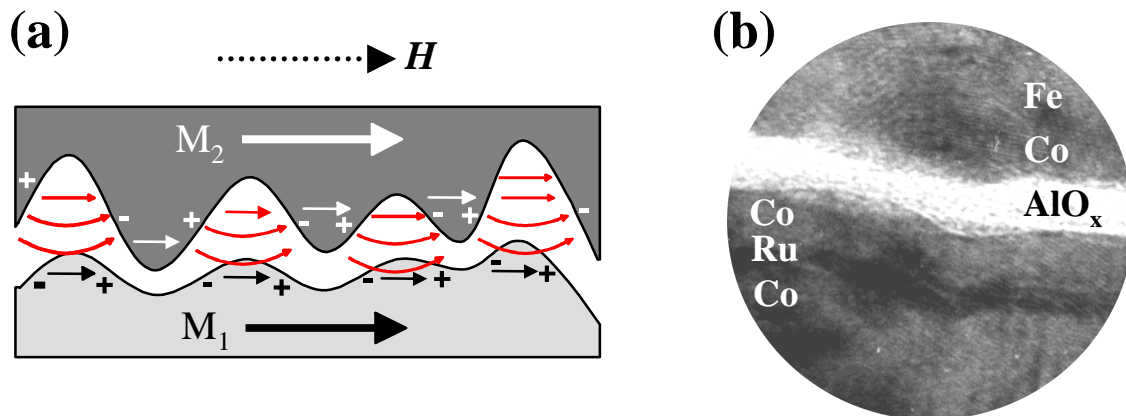 (a)
H
M₂
+ - + - + - + -
- + - + - + - +
M₁
(b)
Fe
Co
AlOₓ
Co
Ru
Co